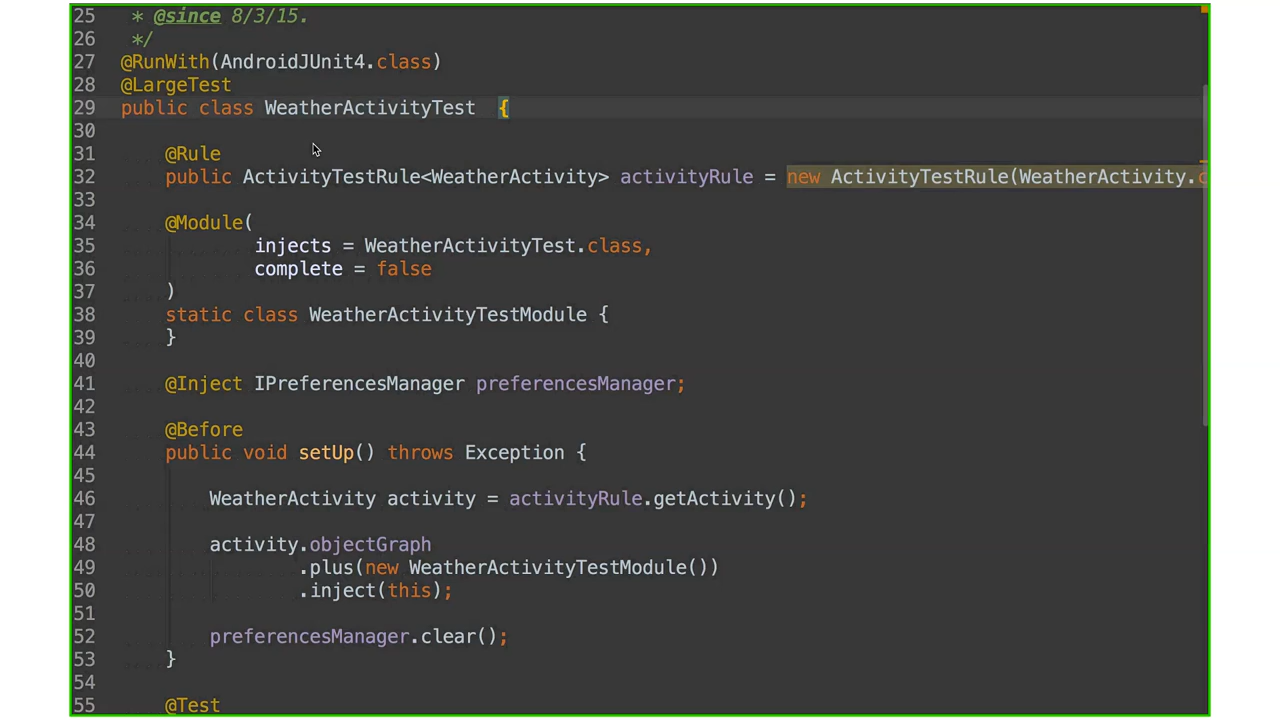 25 * @since 8/3/15.
26 */
27 @RunWith(AndroidJUnit4.class)
28 @LargeTest
29 public class WeatherActivityTest {
30
31 @Rule
32 public ActivityTestRule<WeatherActivity> activityRule = new ActivityTestRule(WeatherActivity.c
33
34 @Module(
35 injects = WeatherActivityTest.class,
36 complete = false
37 )
38 static class WeatherActivityTestModule {
39 }
40
41 @Inject IPreferencesManager preferencesManager;
42
43 @Before
44 public void setUp() throws Exception {
45
46 WeatherActivity activity = activityRule.getActivity();
47
48 activity.objectGraph
49 .plus(new WeatherActivityTestModule())
50 .inject(this);
51
52 preferencesManager.clear();
53 }
54
55 @Test